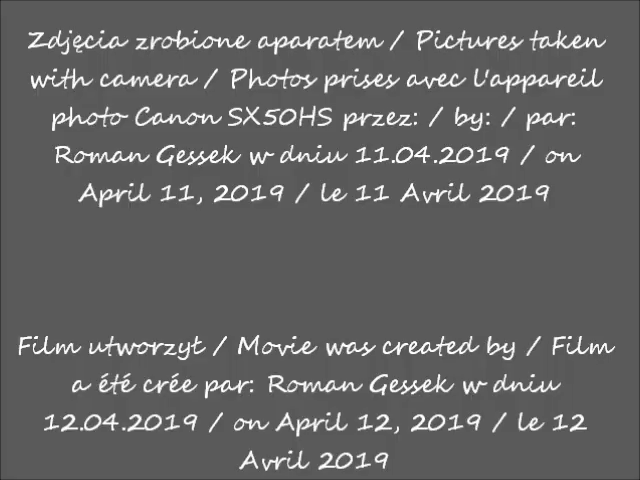 Zdjęcia zrobione aparatem / Pictures taken
with camera / Photos prises avec l'appareil
photo Canon SX50HS przez: / by: / par:
Roman Gessek w dniu 11.04.2019 / on
April 11, 2019 / le 11 Avril 2019
Film utworzył / Movie was created by / Film
a été crée par: Roman Gessek w dniu
12.04.2019 / on April 12, 2019 / le 12
Avril 2019